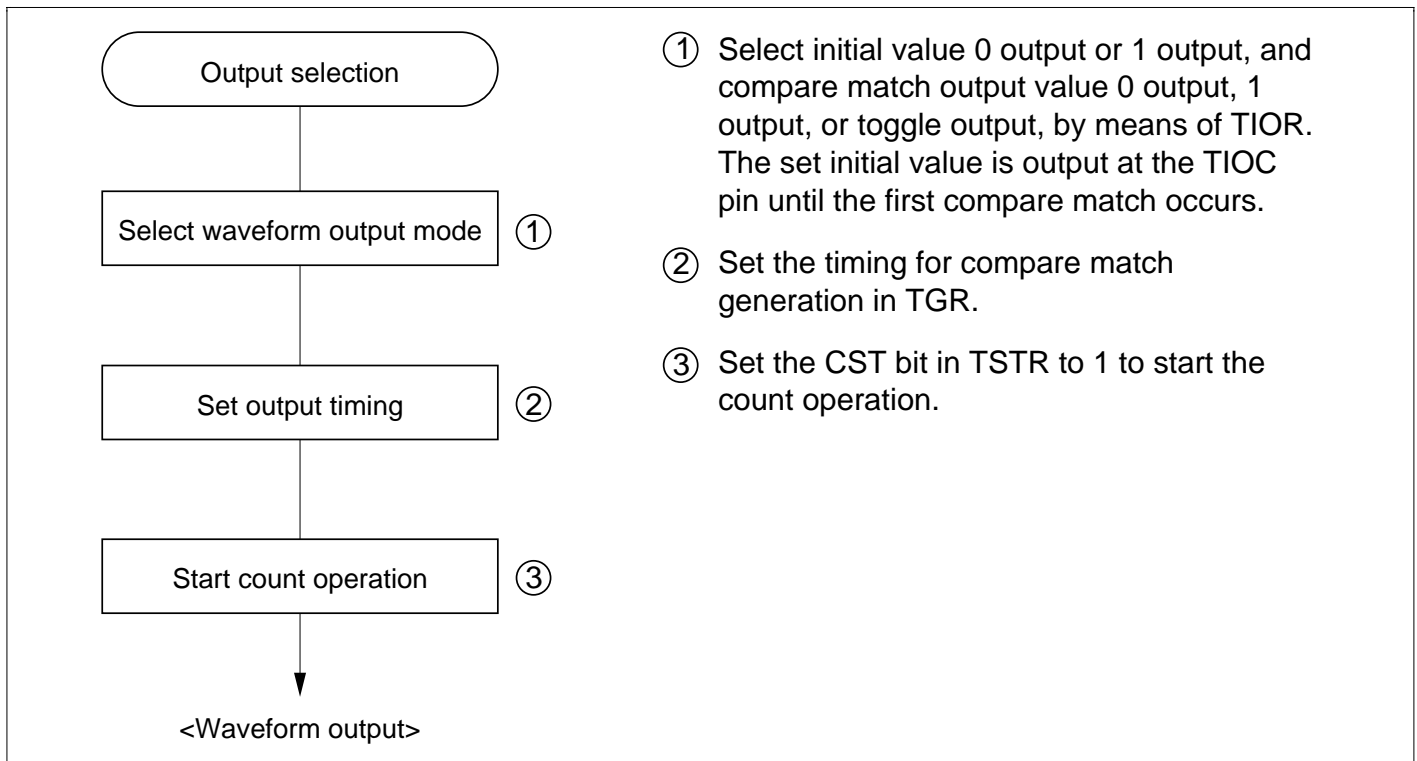 Output selection
Select waveform output mode ①
Set output timing ②
Start count operation ③
<Waveform output>
① Select initial value 0 output or 1 output, and
compare match output value 0 output, 1
output, or toggle output, by means of TIOR.
The set initial value is output at the TIOC
pin until the first compare match occurs.
② Set the timing for compare match
generation in TGR.
③ Set the CST bit in TSTR to 1 to start the
count operation.